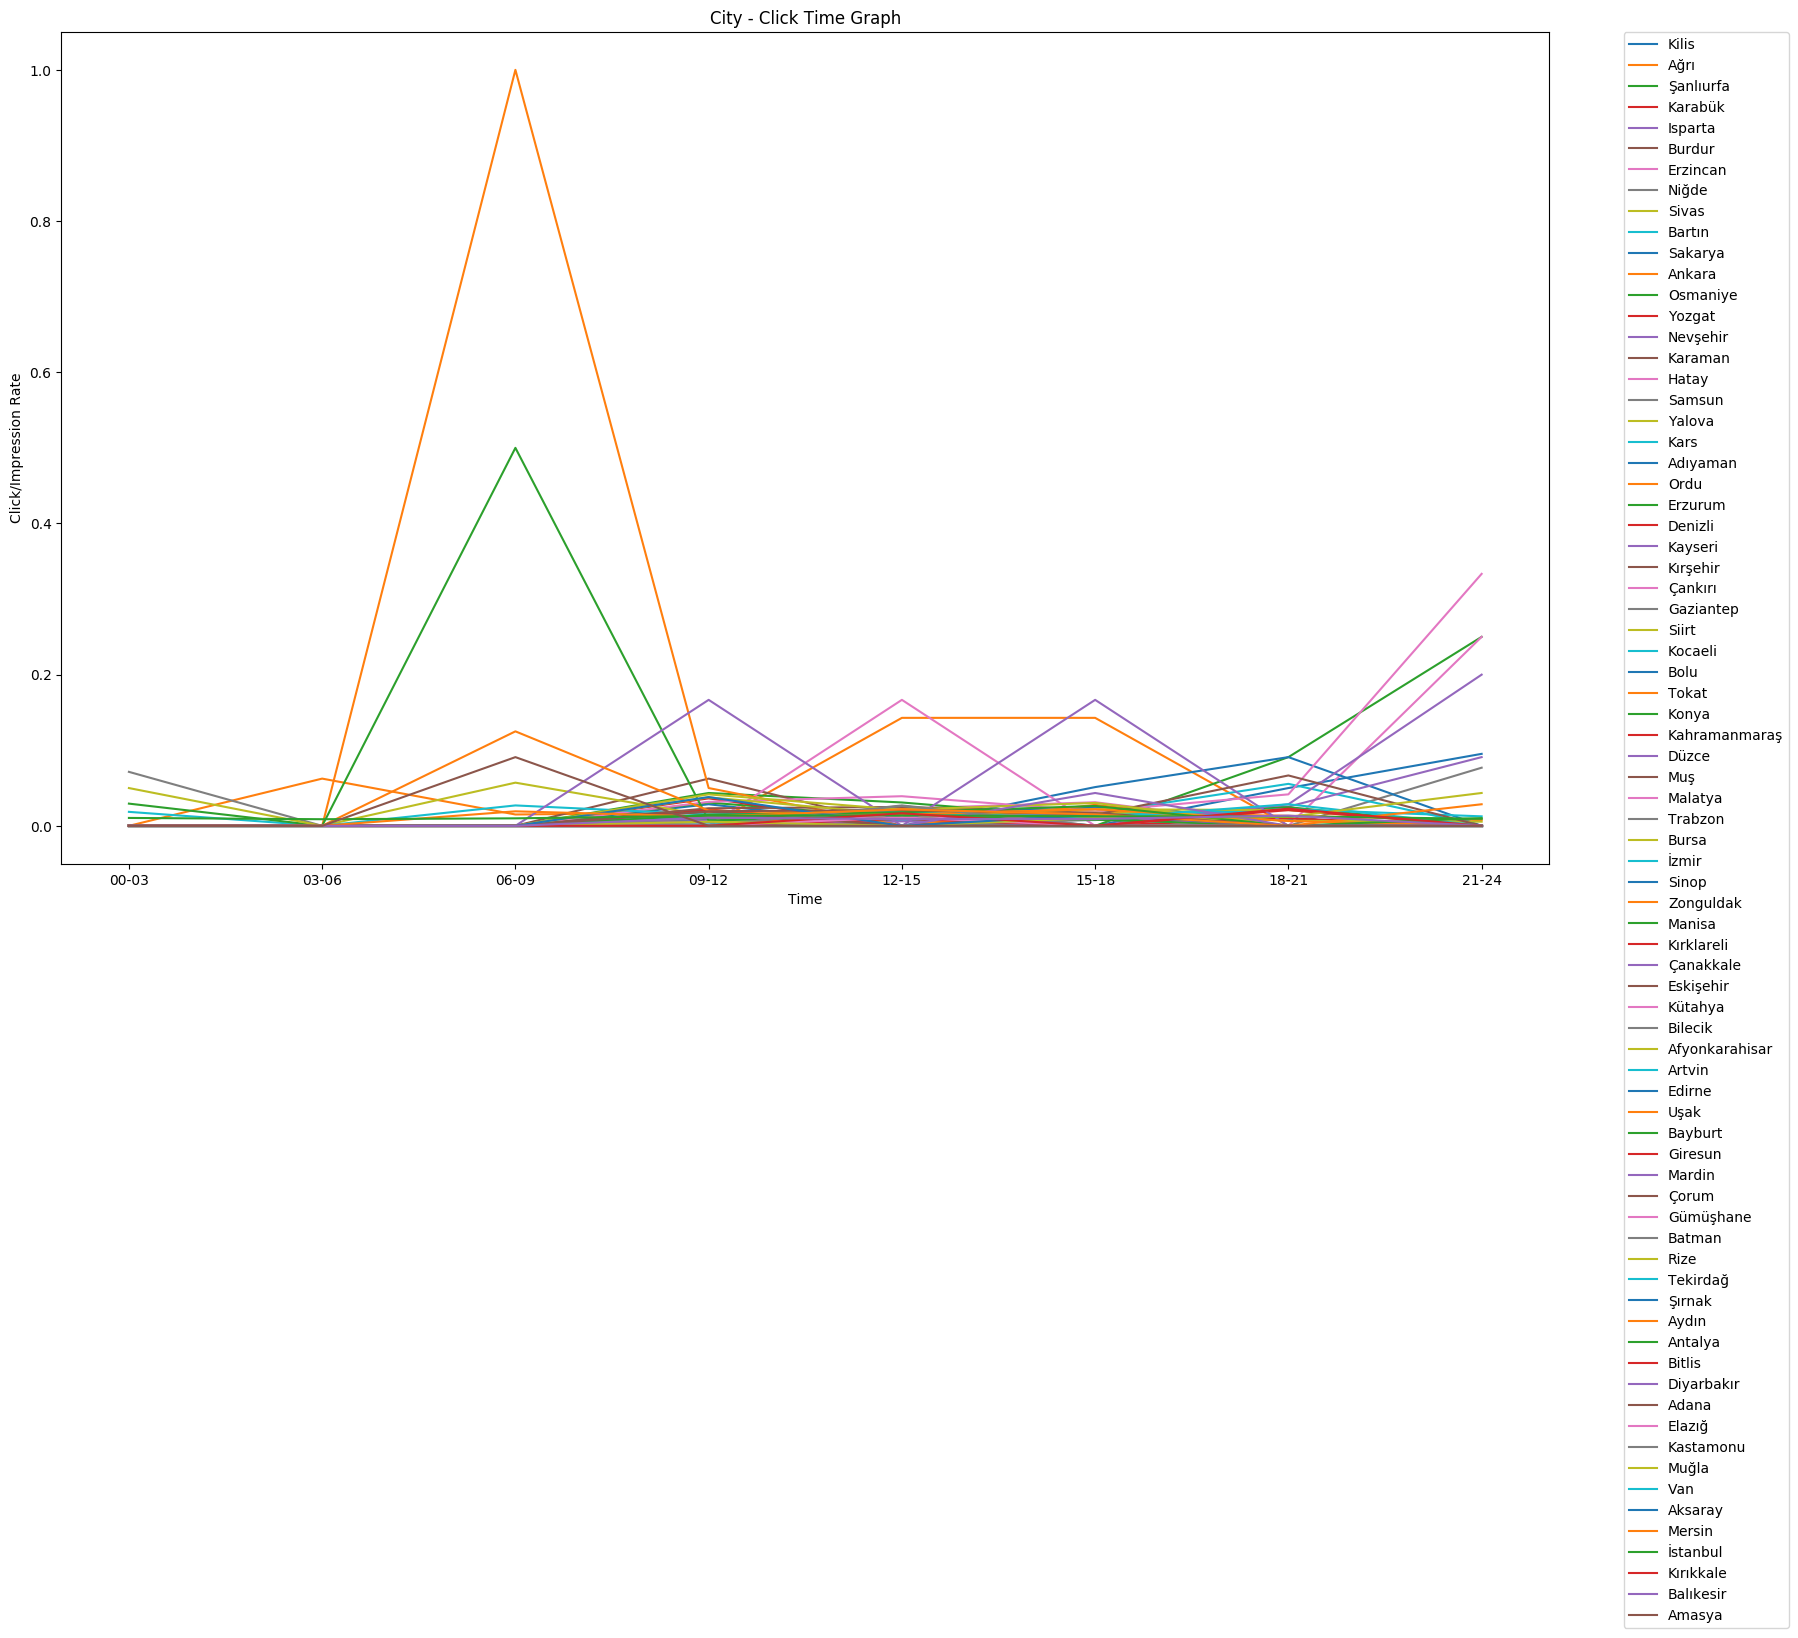 City - Click Time Graph
Click/Impression Rate
1.0
0.8
0.6
0.4
0.2
0.0
00-03
03-06
06-09
09-12
12-15
15-18
18-21
21-24
Time
Kilis
Ağrı
Şanlıurfa
Karabük
Isparta
Burdur
Erzincan
Niğde
Sivas
Bartın
Sakarya
Ankara
Osmaniye
Yozgat
Nevşehir
Karaman
Hatay
Samsun
Yalova
Kars
Adıyaman
Ordu
Erzurum
Denizli
Kayseri
Kırşehir
Çankırı
Gaziantep
Siirt
Kocaeli
Bolu
Tokat
Konya
Kahramanmaraş
Düzce
Muş
Malatya
Trabzon
Bursa
İzmir
Sinop
Zonguldak
Manisa
Kırklareli
Çanakkale
Eskişehir
Kütahya
Bilecik
Afyonkarahisar
Artvin
Edirne
Uşak
Bayburt
Giresun
Mardin
Çorum
Gümüşhane
Batman
Rize
Tekirdağ
Şırnak
Aydın
Antalya
Bitlis
Diyarbakır
Adana
Elazığ
Kastamonu
Muğla
Van
Aksaray
Mersin
İstanbul
Kırıkkale
Balıkesir
Amasya